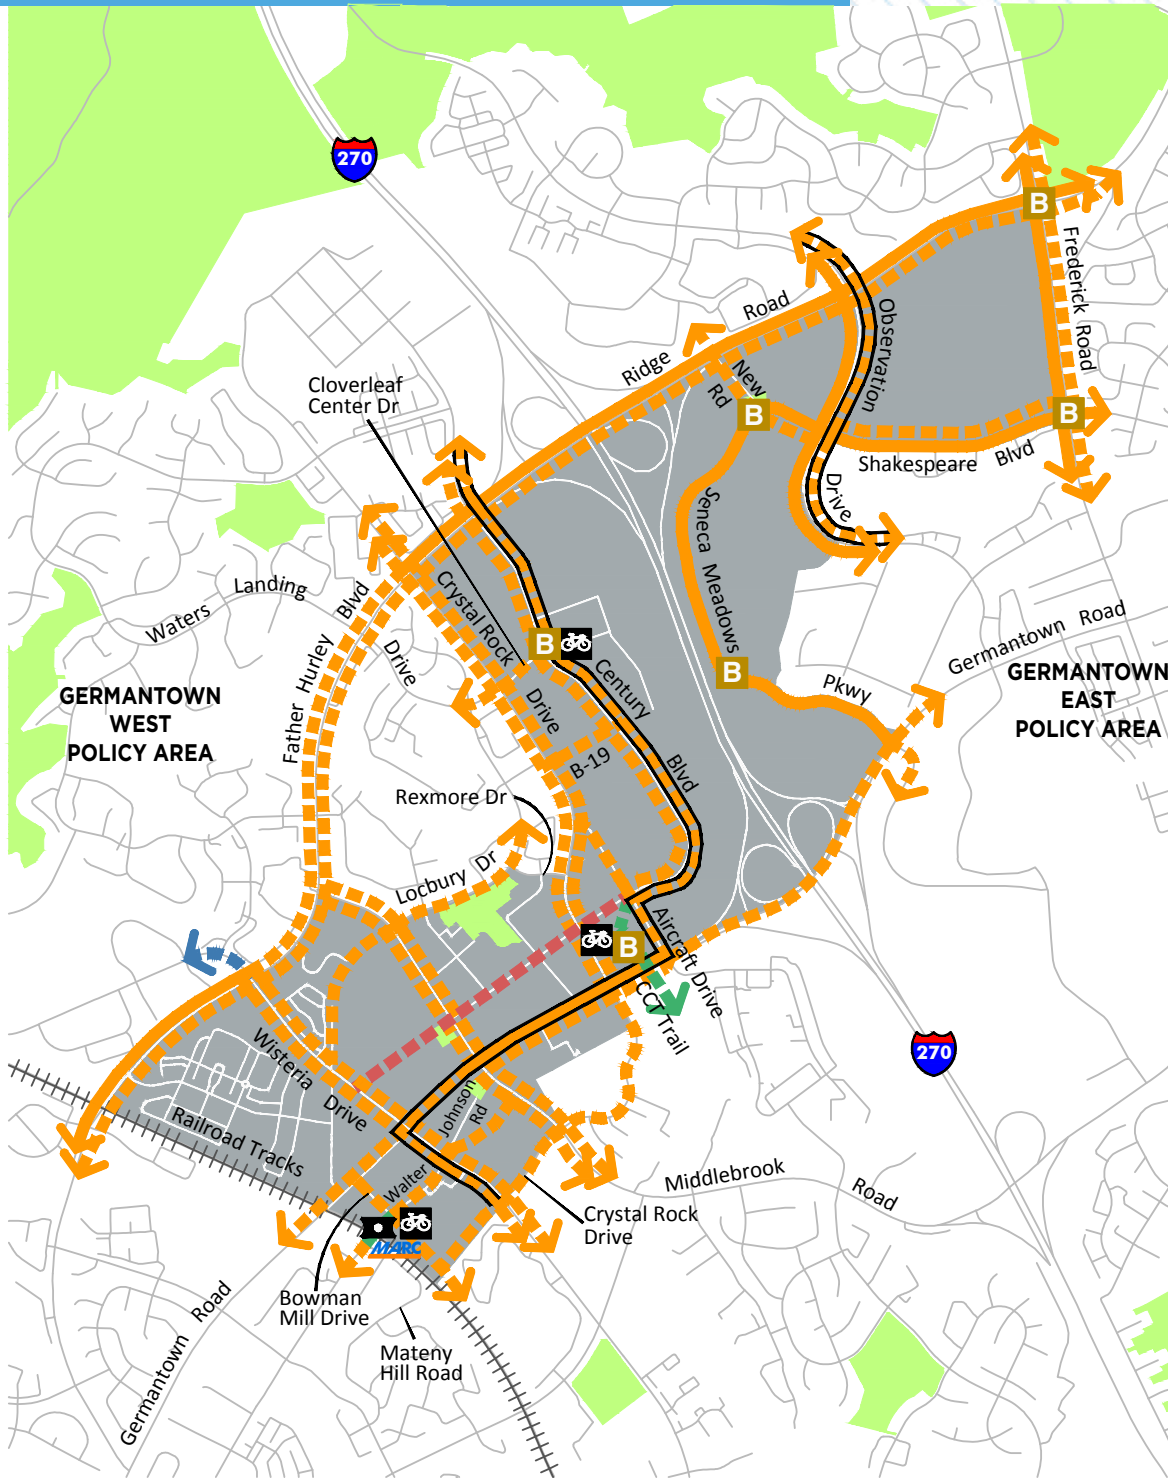 270
B
Frederick Road
Ridge Road
Observation Drive
New Rd
B
B
Cloverleaf
Center Dr
Shakespeare Blvd
Seneca Meadows Pkwy
Waters Landing Drive
Crystal Rock Drive
Father Hurley Blvd
B
Century Blvd
B
Germantown Road
GERMANTOWN
WEST
POLICY AREA
GERMANTOWN
EAST
POLICY AREA
B-19
Rexmore Dr
Locbury Dr
B
Aircraft Drive
CCT Trail
270
Wisteria Drive
Railroad Tracks
Walter Johnson Rd
Middlebrook Road
Crystal Rock
Drive
MARC
Bowman
Mill Drive
Mateny
Hill Road
Germantown Road